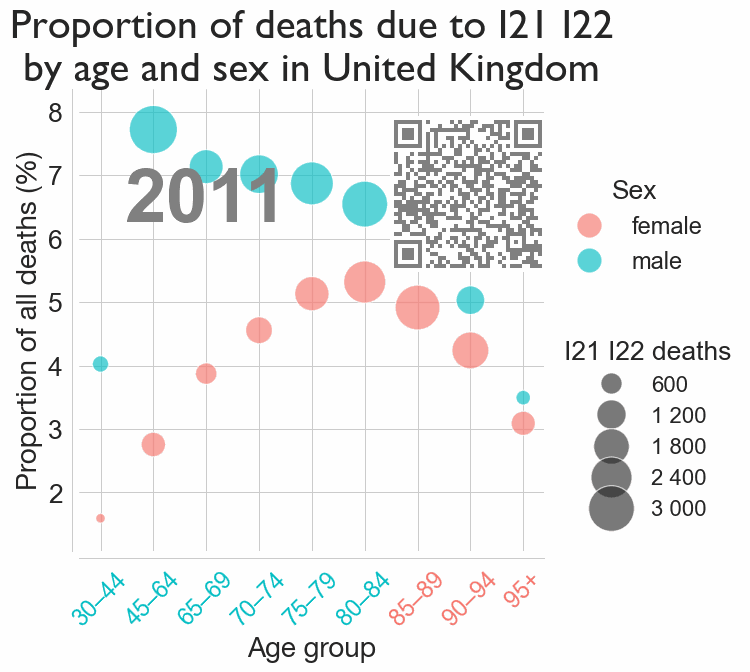 Proportion of deaths due to I21 I22
by age and sex in United Kingdom
8
7
6
5
4
3
2
Proportion of all deaths (%)
2011
30–44
45–64
65–69
70–74
75–79
80–84
85–89
90–94
95+
Age group
Sex
female
male
I21 I22 deaths
600
1 200
1 800
2 400
3 000